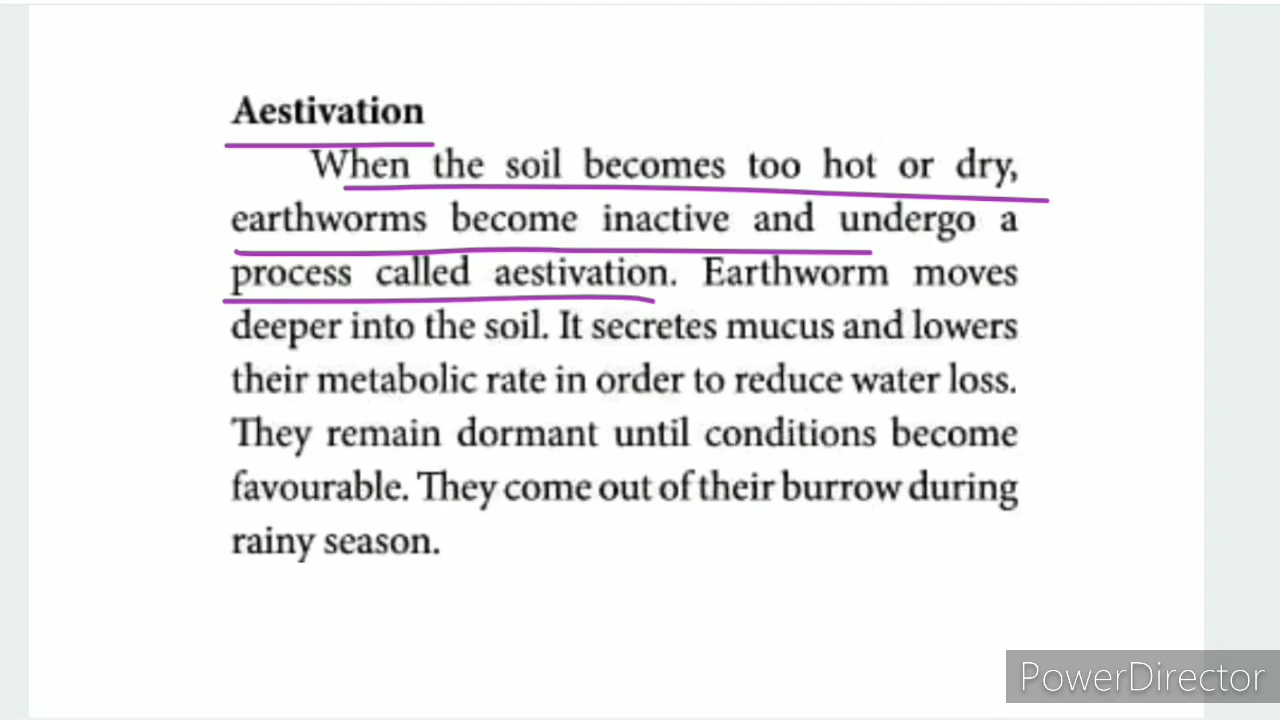 Aestivation
When the soil becomes too hot or dry,
earthworms become inactive and undergo a
process called aestivation. Earthworm moves
deeper into the soil. It secretes mucus and lowers
their metabolic rate in order to reduce water loss.
They remain dormant until conditions become
favourable. They come out of their burrow during
rainy season.
PowerDirector